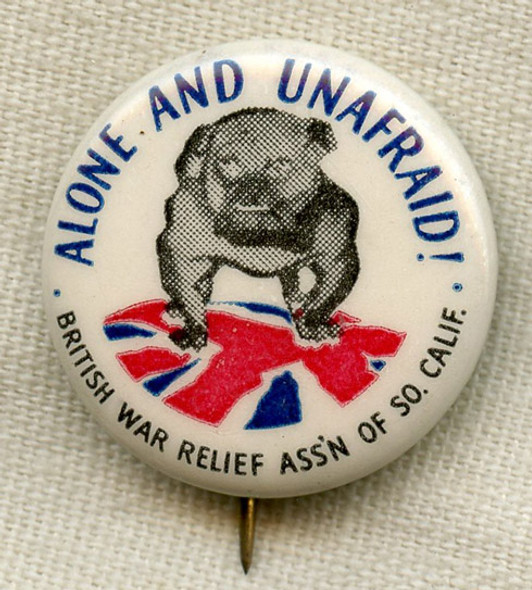 ALONE AND UNAFRAID!
· BRITISH WAR RELIEF ASS'N OF SO. CALIF. ·